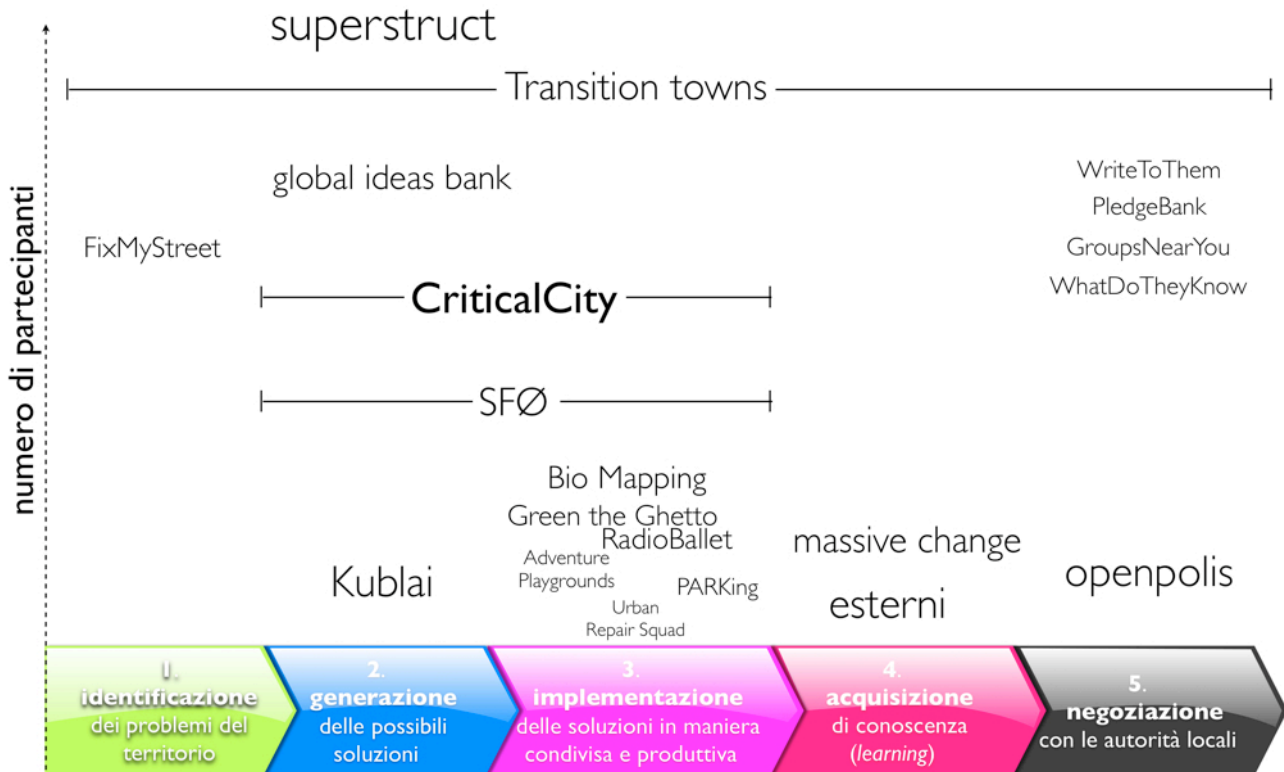 superstruct
Transition towns
global ideas bank
WriteToThem
PledgeBank
FixMyStreet
GroupsNearYou
WhatDoTheyKnow
CriticalCity
SFØ
numero di partecipanti
Bio Mapping
Green the Ghetto
RadioBallet
massive change
Adventure
Playgrounds
PARKing
Kublai
openpolis
esterni
Urban
Repair Squad
1.
identificazione
dei problemi del
territorio
2.
generazione
delle possibili
soluzioni
3.
implementazione
delle soluzioni in maniera
condivisa e produttiva
4.
acquisizione
di conoscenza
(learning)
5.
negoziazione
con le autorità locali